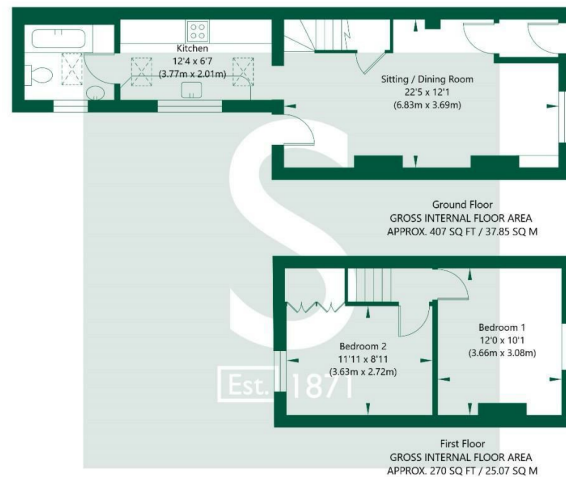 Kitchen
12'4 x 6'7
(3.77m x 2.01m)
Sitting / Dining Room
22'5 x 12'1
(6.83m x 3.69m)
Ground Floor
GROSS INTERNAL FLOOR AREA
APPROX. 407 SQ FT / 37.85 SQ M
S
Bedroom 1
12'0 x 10'1
(3.66m x 3.08m)
Bedroom 2
11'11 x 8'11
(3.63m x 2.72m)
Est. 1871
First Floor
GROSS INTERNAL FLOOR AREA
APPROX. 270 SQ FT / 25.07 SQ M